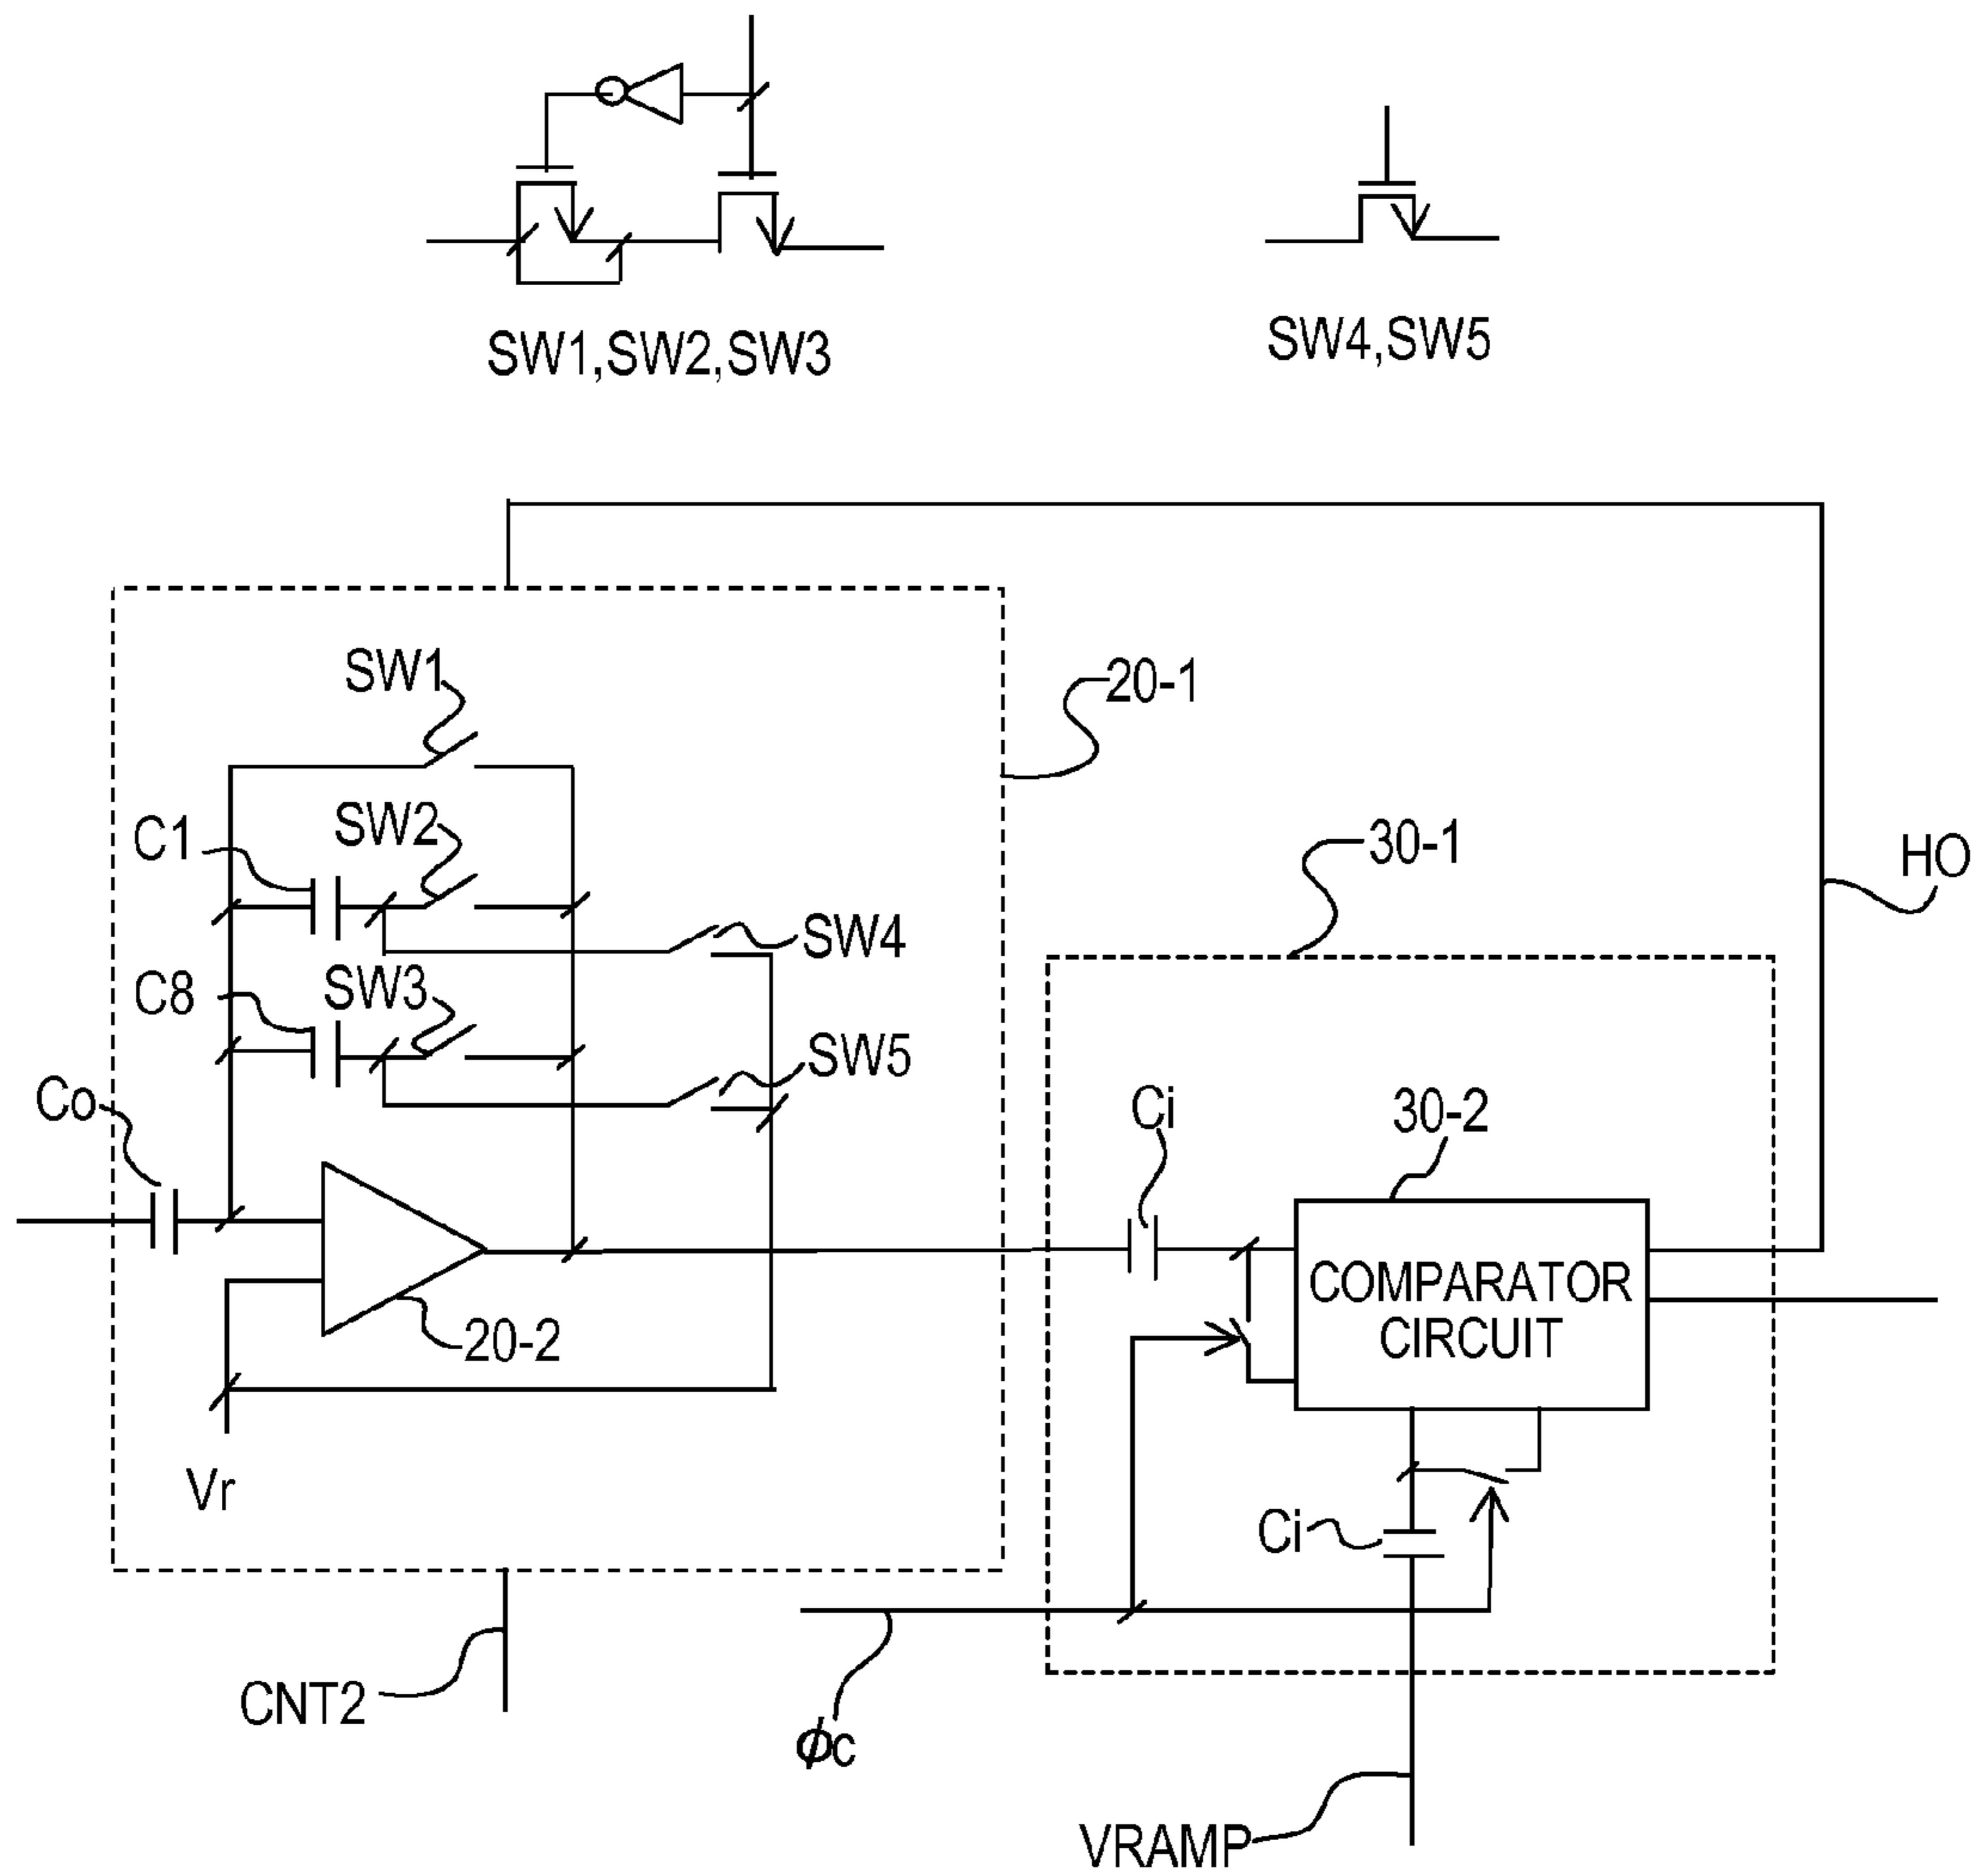 SW1,SW2,SW3
SW4,SW5
SW1
20-1
C1
SW2
30-1
HO
SW4
C8
SW3
SW5
Co
Ci
30-2
COMPARATOR
CIRCUIT
20-2
Vr
Ci
CNT2
ϕc
VRAMP